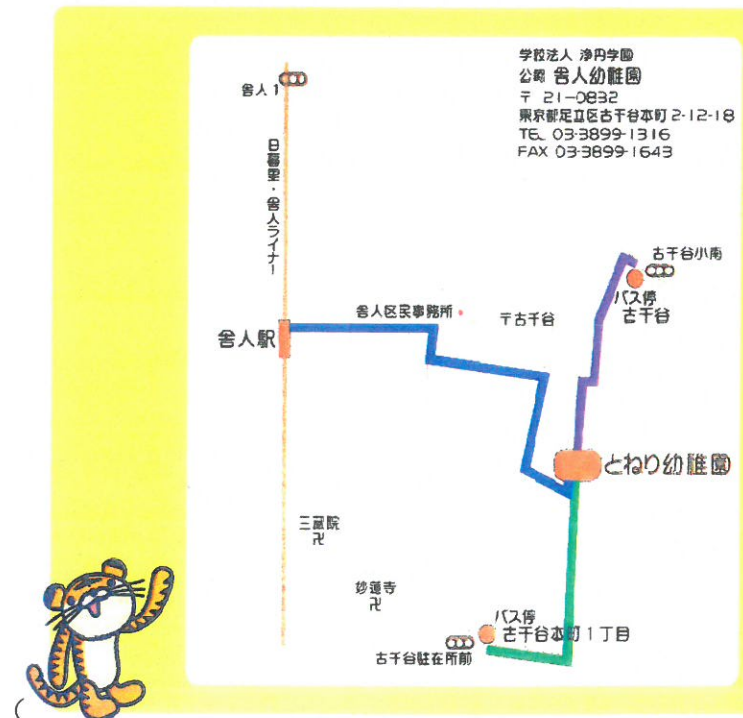 学校法人 浄円学園
公認 舎人幼稚園
〒 21-0832
東京都足立区古千谷本町 2-12-18
TEL 03-3899-1316
FAX 03-3899-1643
舎人1
日暮里・舎人ライナー
古千谷小南
バス停
古千谷
舎人区民事務所
〒古千谷
舎人駅
とねり幼稚園
三蔵院
卍
妙蓮寺
卍
バス停
古千谷本町1丁目
古千谷駐在所前